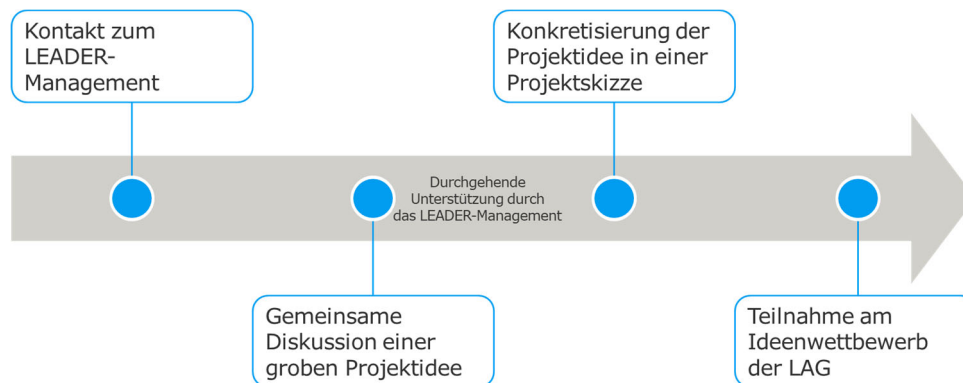 Kontakt zum
LEADER-
Management
Konkretisierung der
Projektidee in einer
Projektskizze
Durchgehende
Unterstützung durch
das LEADER-Management
Gemeinsame
Diskussion einer
groben Projektidee
Teilnahme am
Ideenwettbewerb
der LAG